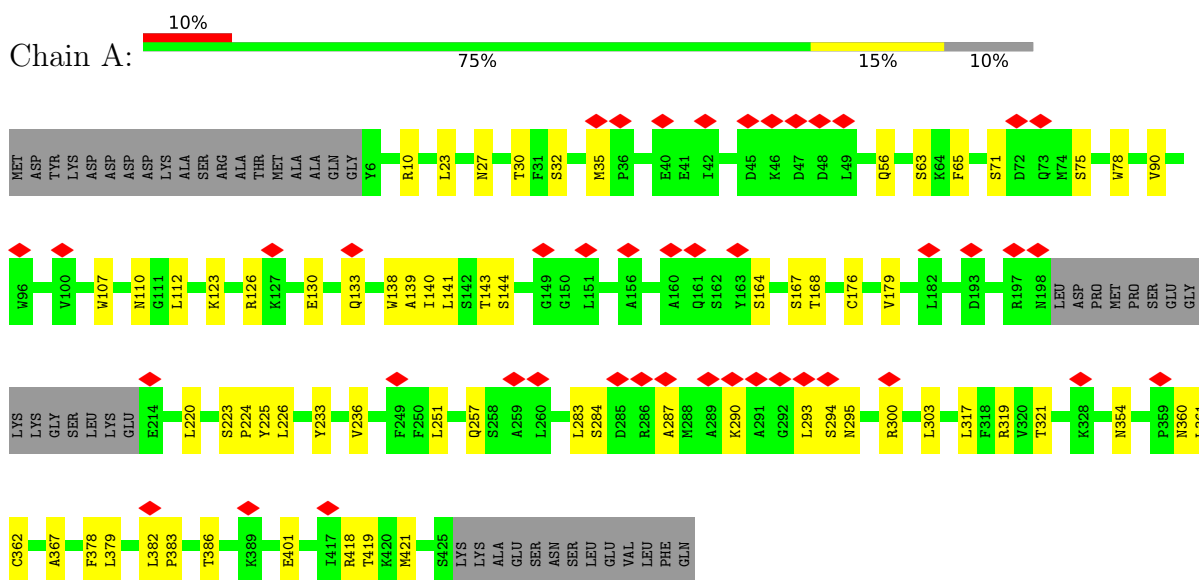 10%
Chain A:
75% 15% 10%
MET ASP TYR LYS ASP ASP ASP ASP LYS ALA SER ARG ALA THR MET ALA ALA GLN GLY Y6 R10 L23 N27 T30 F31 S32 M35 P36 E40 E41 I42 D45 K46 D47 D48 L49 Q56 S63 K64 F65 S71 D72 Q73 M74 S75 W78 V90
W96 V100 W107 N110 G111 L112 K123 R126 K127 E130 Q133 W138 A139 I140 L141 S142 T143 S144 G149 G150 L151 A156 A160 Q161 S162 Y163 S164 S167 T168 C176 V179 L182 D193 R197 N198 LEU ASP PRO MET PRO SER GLU GLY
LYS LYS GLY SER LEU LYS GLU E214 L220 S223 P224 Y225 L226 Y233 V236 F249 F250 L251 Q257 S258 A259 L260 L283 S284 D285 R286 A287 M288 A289 K290 A291 G292 L293 S294 N295 R300 L303 L317 F318 R319 V320 T321 K328 N354 P359 N360
C362 A367 F378 L379 L382 P383 T386 K389 E401 I417 R418 T419 K420 M421 S425 LYS LYS ALA GLU SER ASN SER LEU GLU VAL LEU PHE GLN